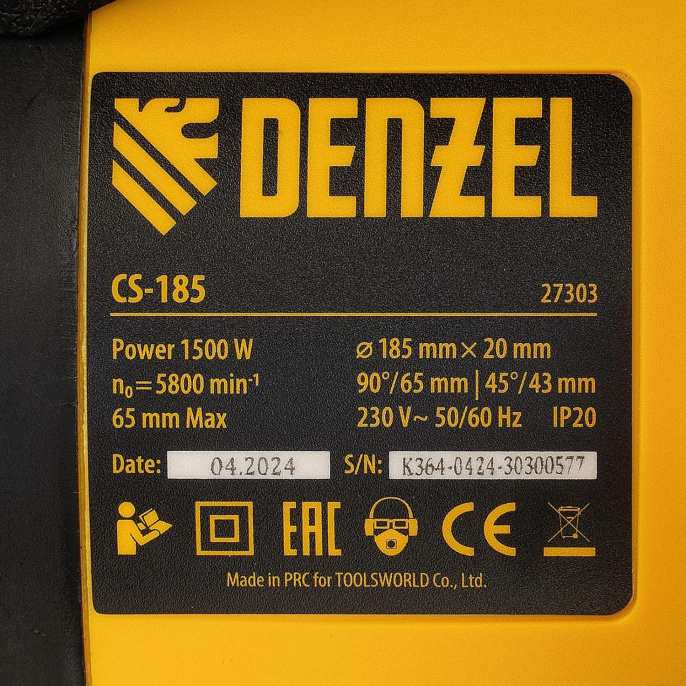 DENZEL
CS-185 27303
Power 1500 W ⌀ 185 mm × 20 mm
n₀=5800 min⁻¹ 90°/65 mm | 45°/43 mm
65 mm Max 230 V~ 50/60 Hz IP20
Date: 04.2024 S/N: K364-0424-30300577
EAC CE
Made in PRC for TOOLSWORLD Co., Ltd.